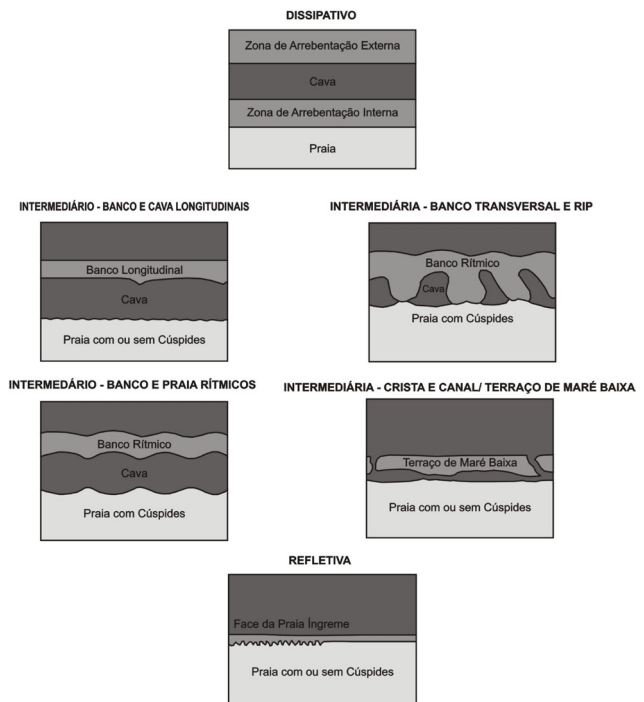 DISSIPATIVO
Zona de Arrebentação Externa
Cava
Zona de Arrebentação Interna
Praia
INTERMEDIÁRIO - BANCO E CAVA LONGITUDINAIS
Banco Longitudinal
Cava
Praia com ou sem Cúspides
INTERMEDIÁRIA - BANCO TRANSVERSAL E RIP
Banco Rítmico
Cava
Praia com Cúspides
INTERMEDÁRIO - BANCO E PRAIA RÍTMICOS
Banco Rítmico
Cava
Praia com Cúspides
INTERMEDIÁRIA - CRISTA E CANAL/ TERRAÇO DE MARÉ BAIXA
Terraço de Maré Baixa
Praia com ou sem Cúspides
REFLETIVA
Face da Praia Íngreme
Praia com ou sem Cúspides